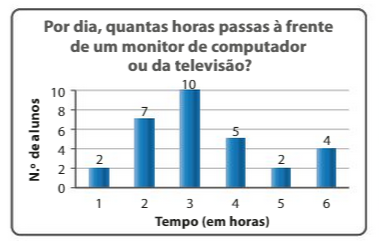 Por dia, quantas horas passas à frente
de um monitor de computador
ou da televisão?
N.º de alunos
10
8
6
4
2
0
2
7
10
5
2
4
1 2 3 4 5 6
Tempo (em horas)